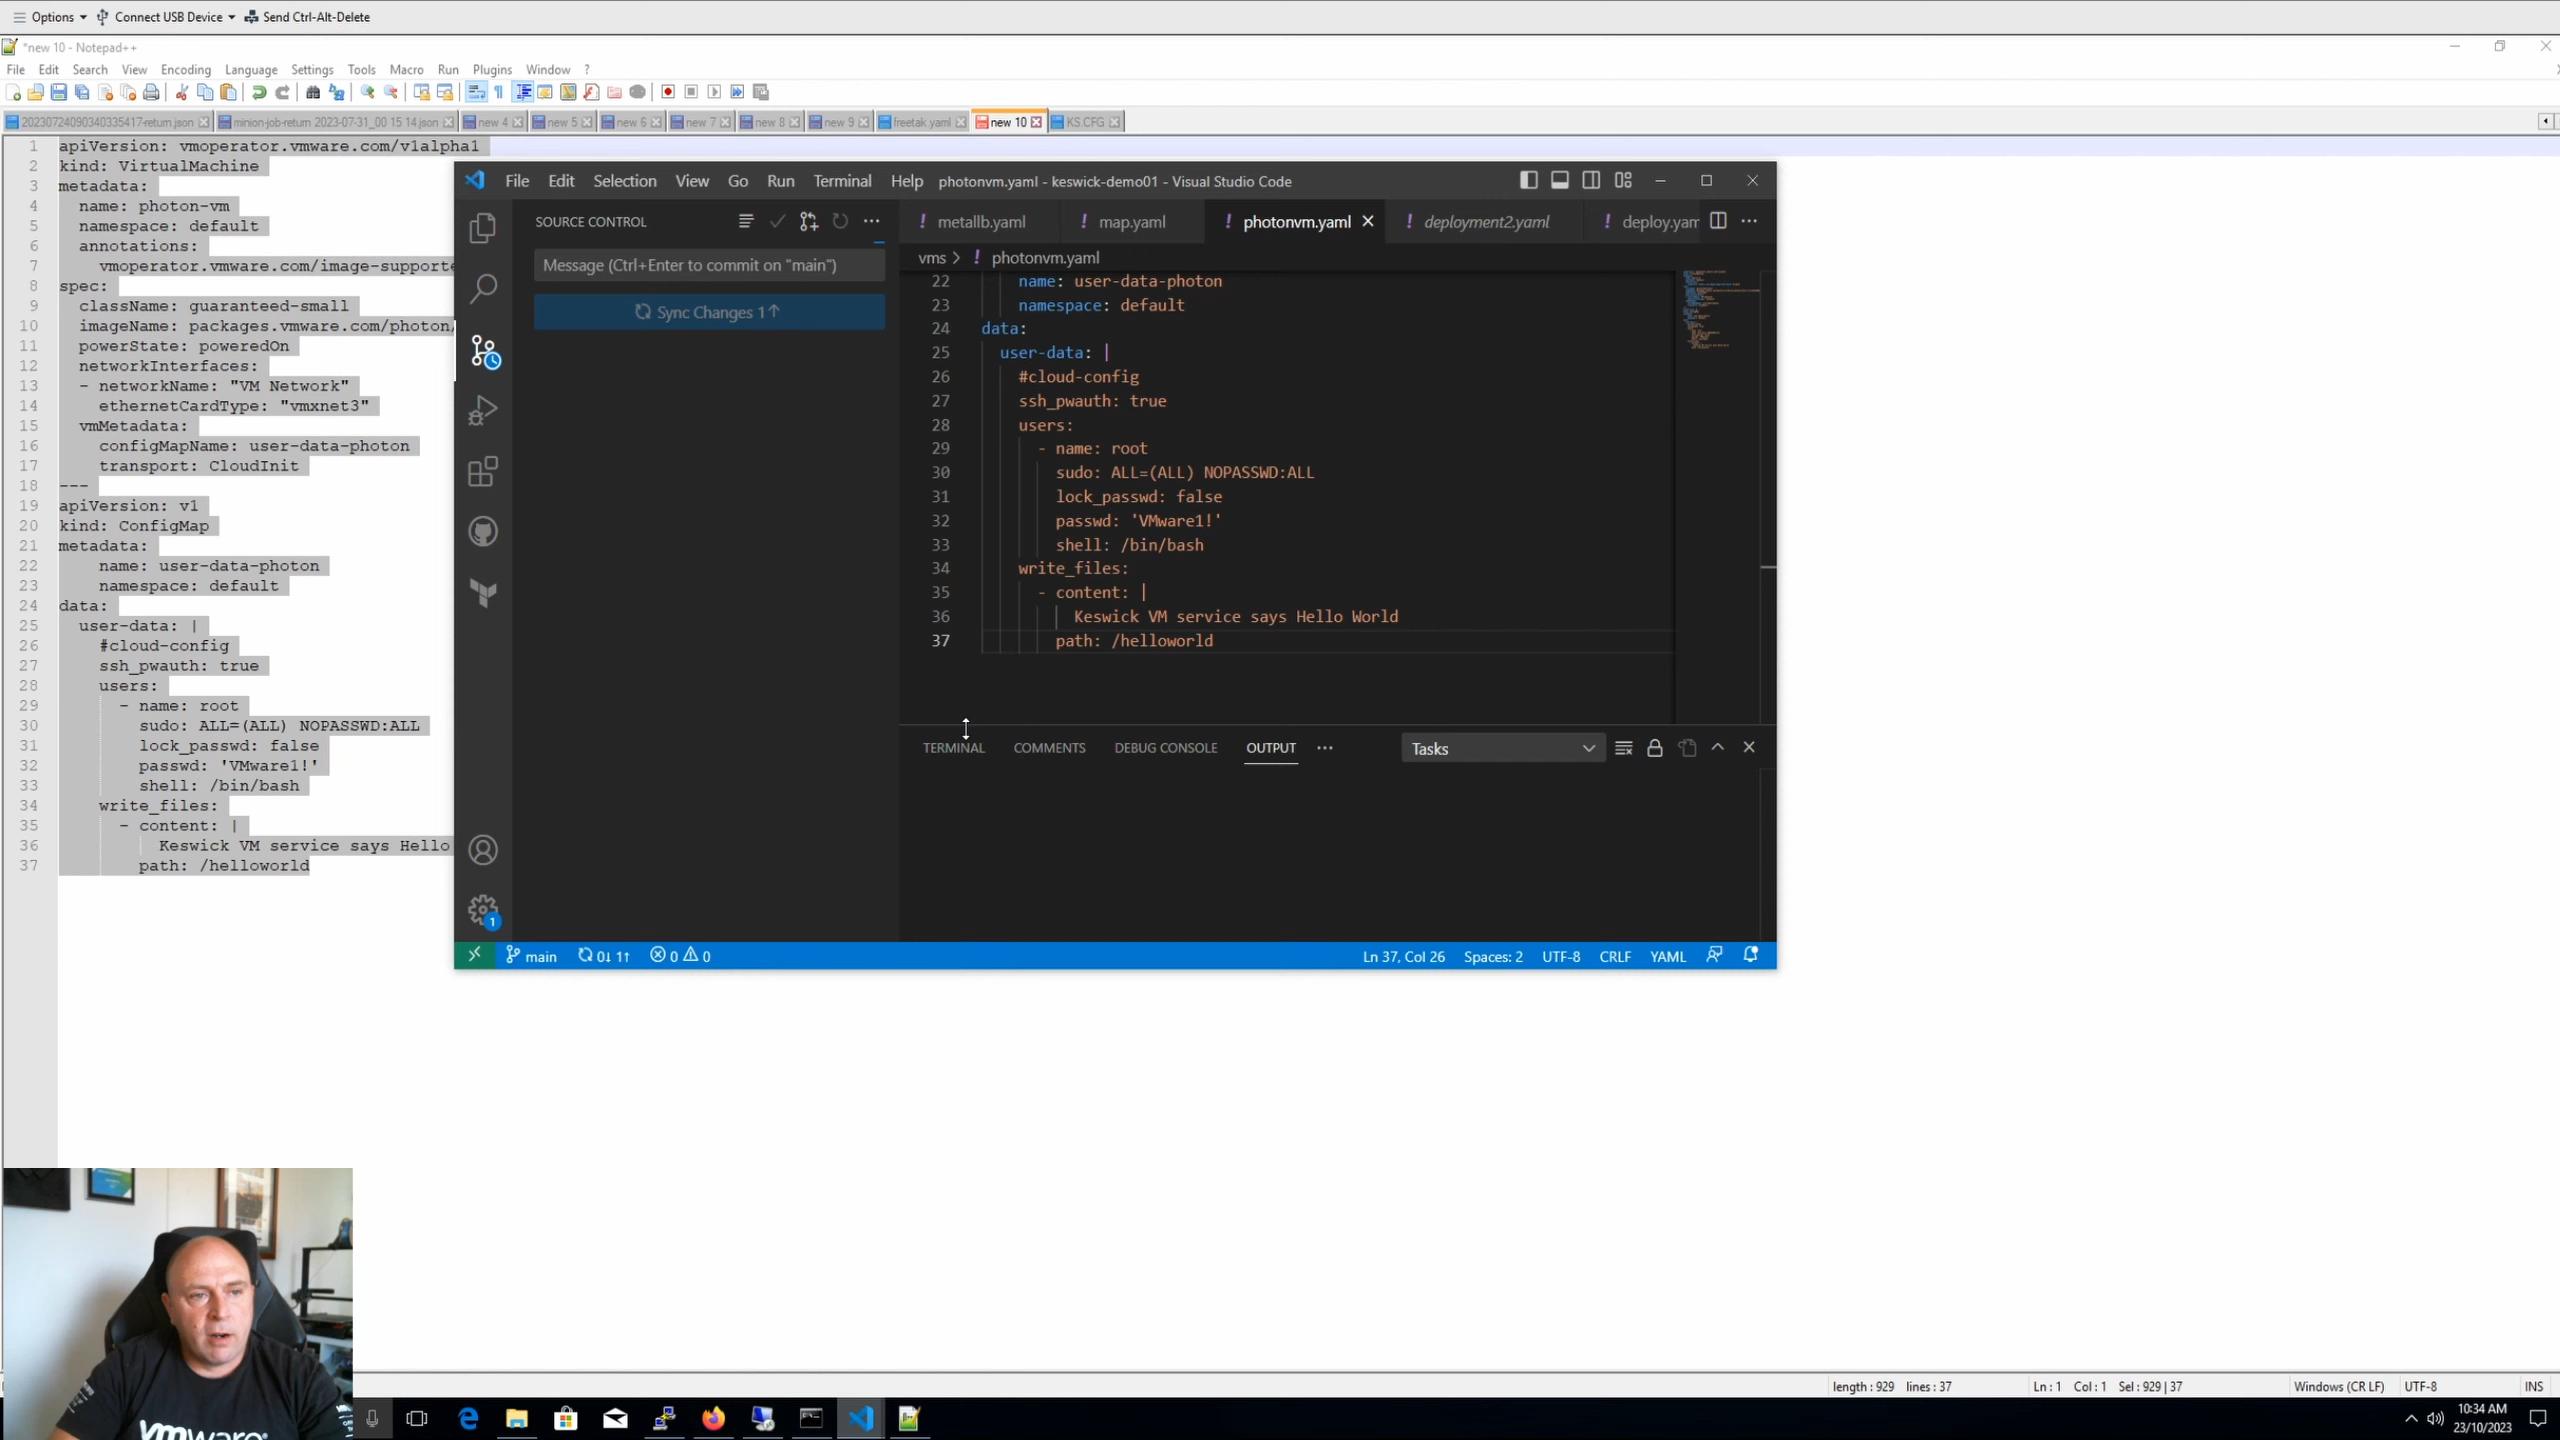 Options
Connect USB Device
Send Ctrl-Alt-Delete
*new 10 - Notepad++
File Edit Search View Encoding Language Settings Tools Macro Run Plugins Window ?
20230724090340335417-return.json
minion-job-return 2023-07-31_00 15 14.json
new 4
new 5
new 6
new 7
new 8
new 9
freetak.yaml
new 10
KS.CFG
1 apiVersion: vmoperator.vmware.com/v1alpha1
2 kind: VirtualMachine
3 metadata:
4 name: photon-vm
5 namespace: default
6 annotations:
7 vmoperator.vmware.com/image-supporte
8 spec:
9 className: guaranteed-small
10 imageName: packages.vmware.com/photon/
11 powerState: poweredOn
12 networkInterfaces:
13 - networkName: "VM Network"
14 ethernetCardType: "vmxnet3"
15 vmMetadata:
16 configMapName: user-data-photon
17 transport: CloudInit
18 ---
19 apiVersion: v1
20 kind: ConfigMap
21 metadata:
22 name: user-data-photon
23 namespace: default
24 data:
25 user-data: |
26 #cloud-config
27 ssh_pwauth: true
28 users:
29 - name: root
30 sudo: ALL=(ALL) NOPASSWD:ALL
31 lock_passwd: false
32 passwd: 'VMware1!'
33 shell: /bin/bash
34 write_files:
35 - content: |
36 Keswick VM service says Hello
37 path: /helloworld
File Edit Selection View Go Run Terminal Help
photonvm.yaml - keswick-demo01 - Visual Studio Code
SOURCE CONTROL
Message (Ctrl+Enter to commit on "main")
Sync Changes 1↑
! metallb.yaml
! map.yaml
! photonvm.yaml
! deployment2.yaml
! deploy.yam
vms > ! photonvm.yaml
22 name: user-data-photon
23 namespace: default
24 data:
25 user-data: |
26 #cloud-config
27 ssh_pwauth: true
28 users:
29 - name: root
30 sudo: ALL=(ALL) NOPASSWD:ALL
31 lock_passwd: false
32 passwd: 'VMware1!'
33 shell: /bin/bash
34 write_files:
35 - content: |
36 Keswick VM service says Hello World
37 path: /helloworld
TERMINAL COMMENTS DEBUG CONSOLE OUTPUT ···
Tasks
1
main
0↓ 1↑
0 0
Ln 37, Col 26
Spaces: 2
UTF-8
CRLF
YAML
vmware
length : 929 lines : 37
Ln : 1 Col : 1 Sel : 929 | 37
Windows (CR LF)
UTF-8
INS
10:34 AM
23/10/2023